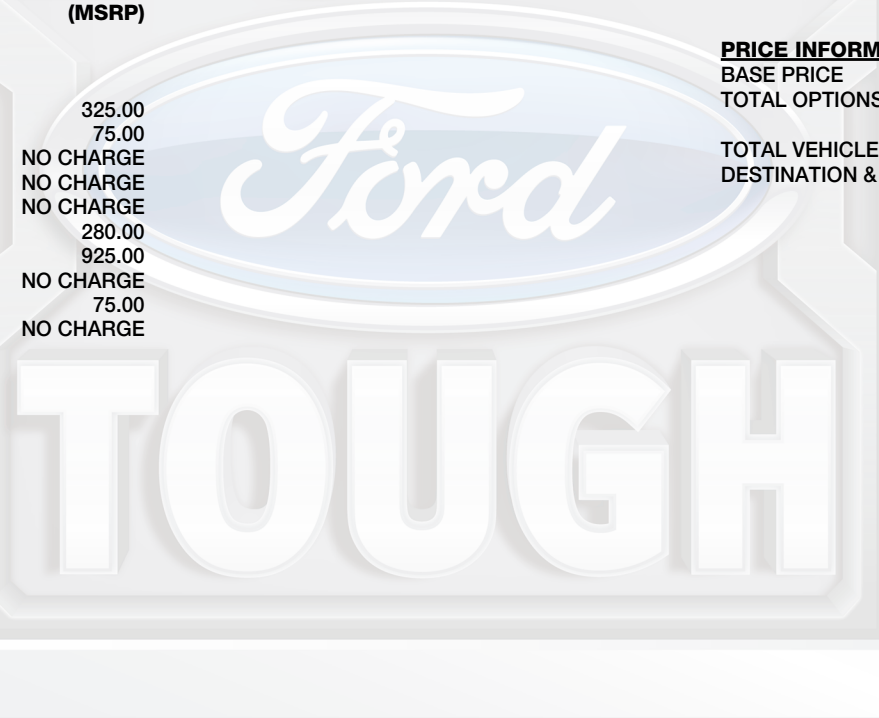 (MSRP)
325.00
75.00
NO CHARGE
NO CHARGE
NO CHARGE
280.00
925.00
NO CHARGE
75.00
NO CHARGE
PRICE INFORM
BASE PRICE
TOTAL OPTIONS
TOTAL VEHICLE
DESTINATION &
Ford
TOUGH